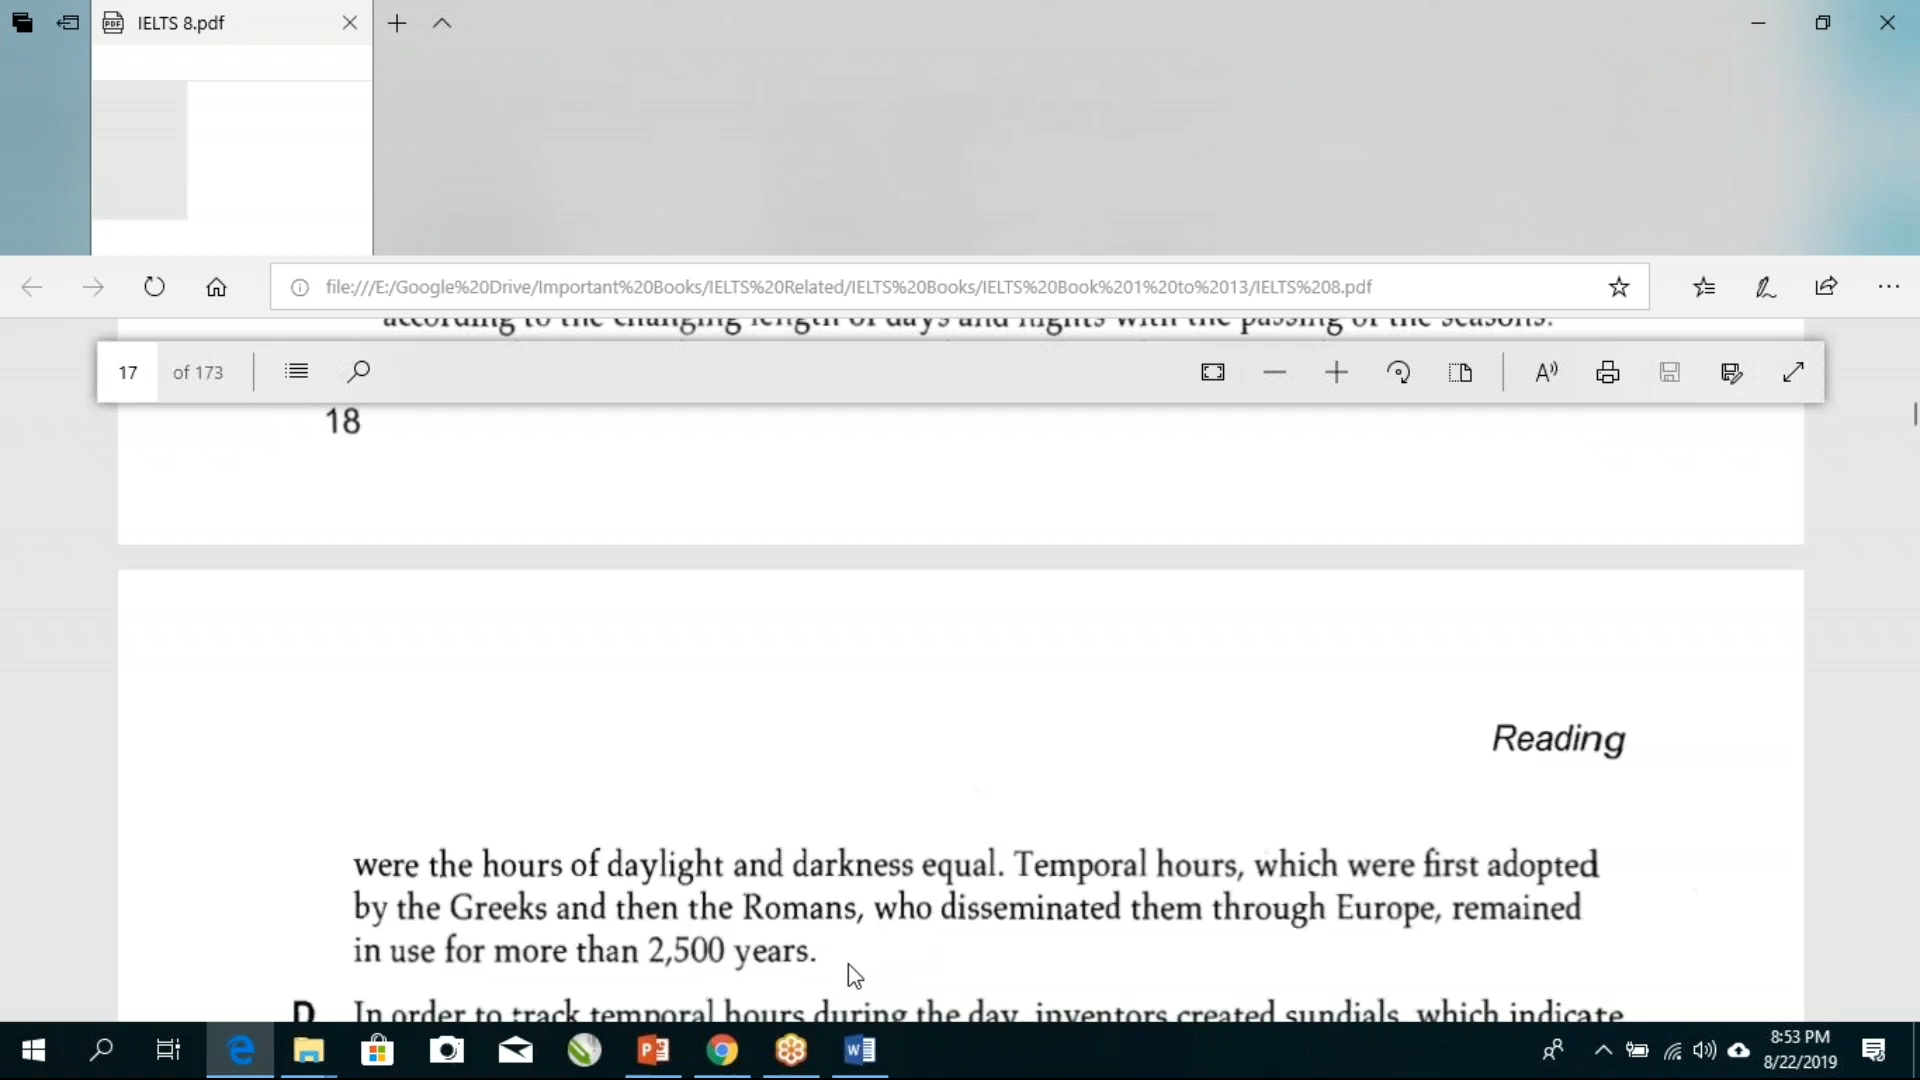 IELTS 8.pdf
file:///E:/Google%20Drive/Important%20Books/IELTS%20Related/IELTS%20Books/IELTS%20Book%201%20to%2013/IELTS%208.pdf
according to the changing length of days and nights with the passing of the seasons.
17 of 173
18
Reading
were the hours of daylight and darkness equal. Temporal hours, which were first adopted
by the Greeks and then the Romans, who disseminated them through Europe, remained
in use for more than 2,500 years.
D In order to track temporal hours during the day, inventors created sundials, which indicate
8:53 PM
8/22/2019